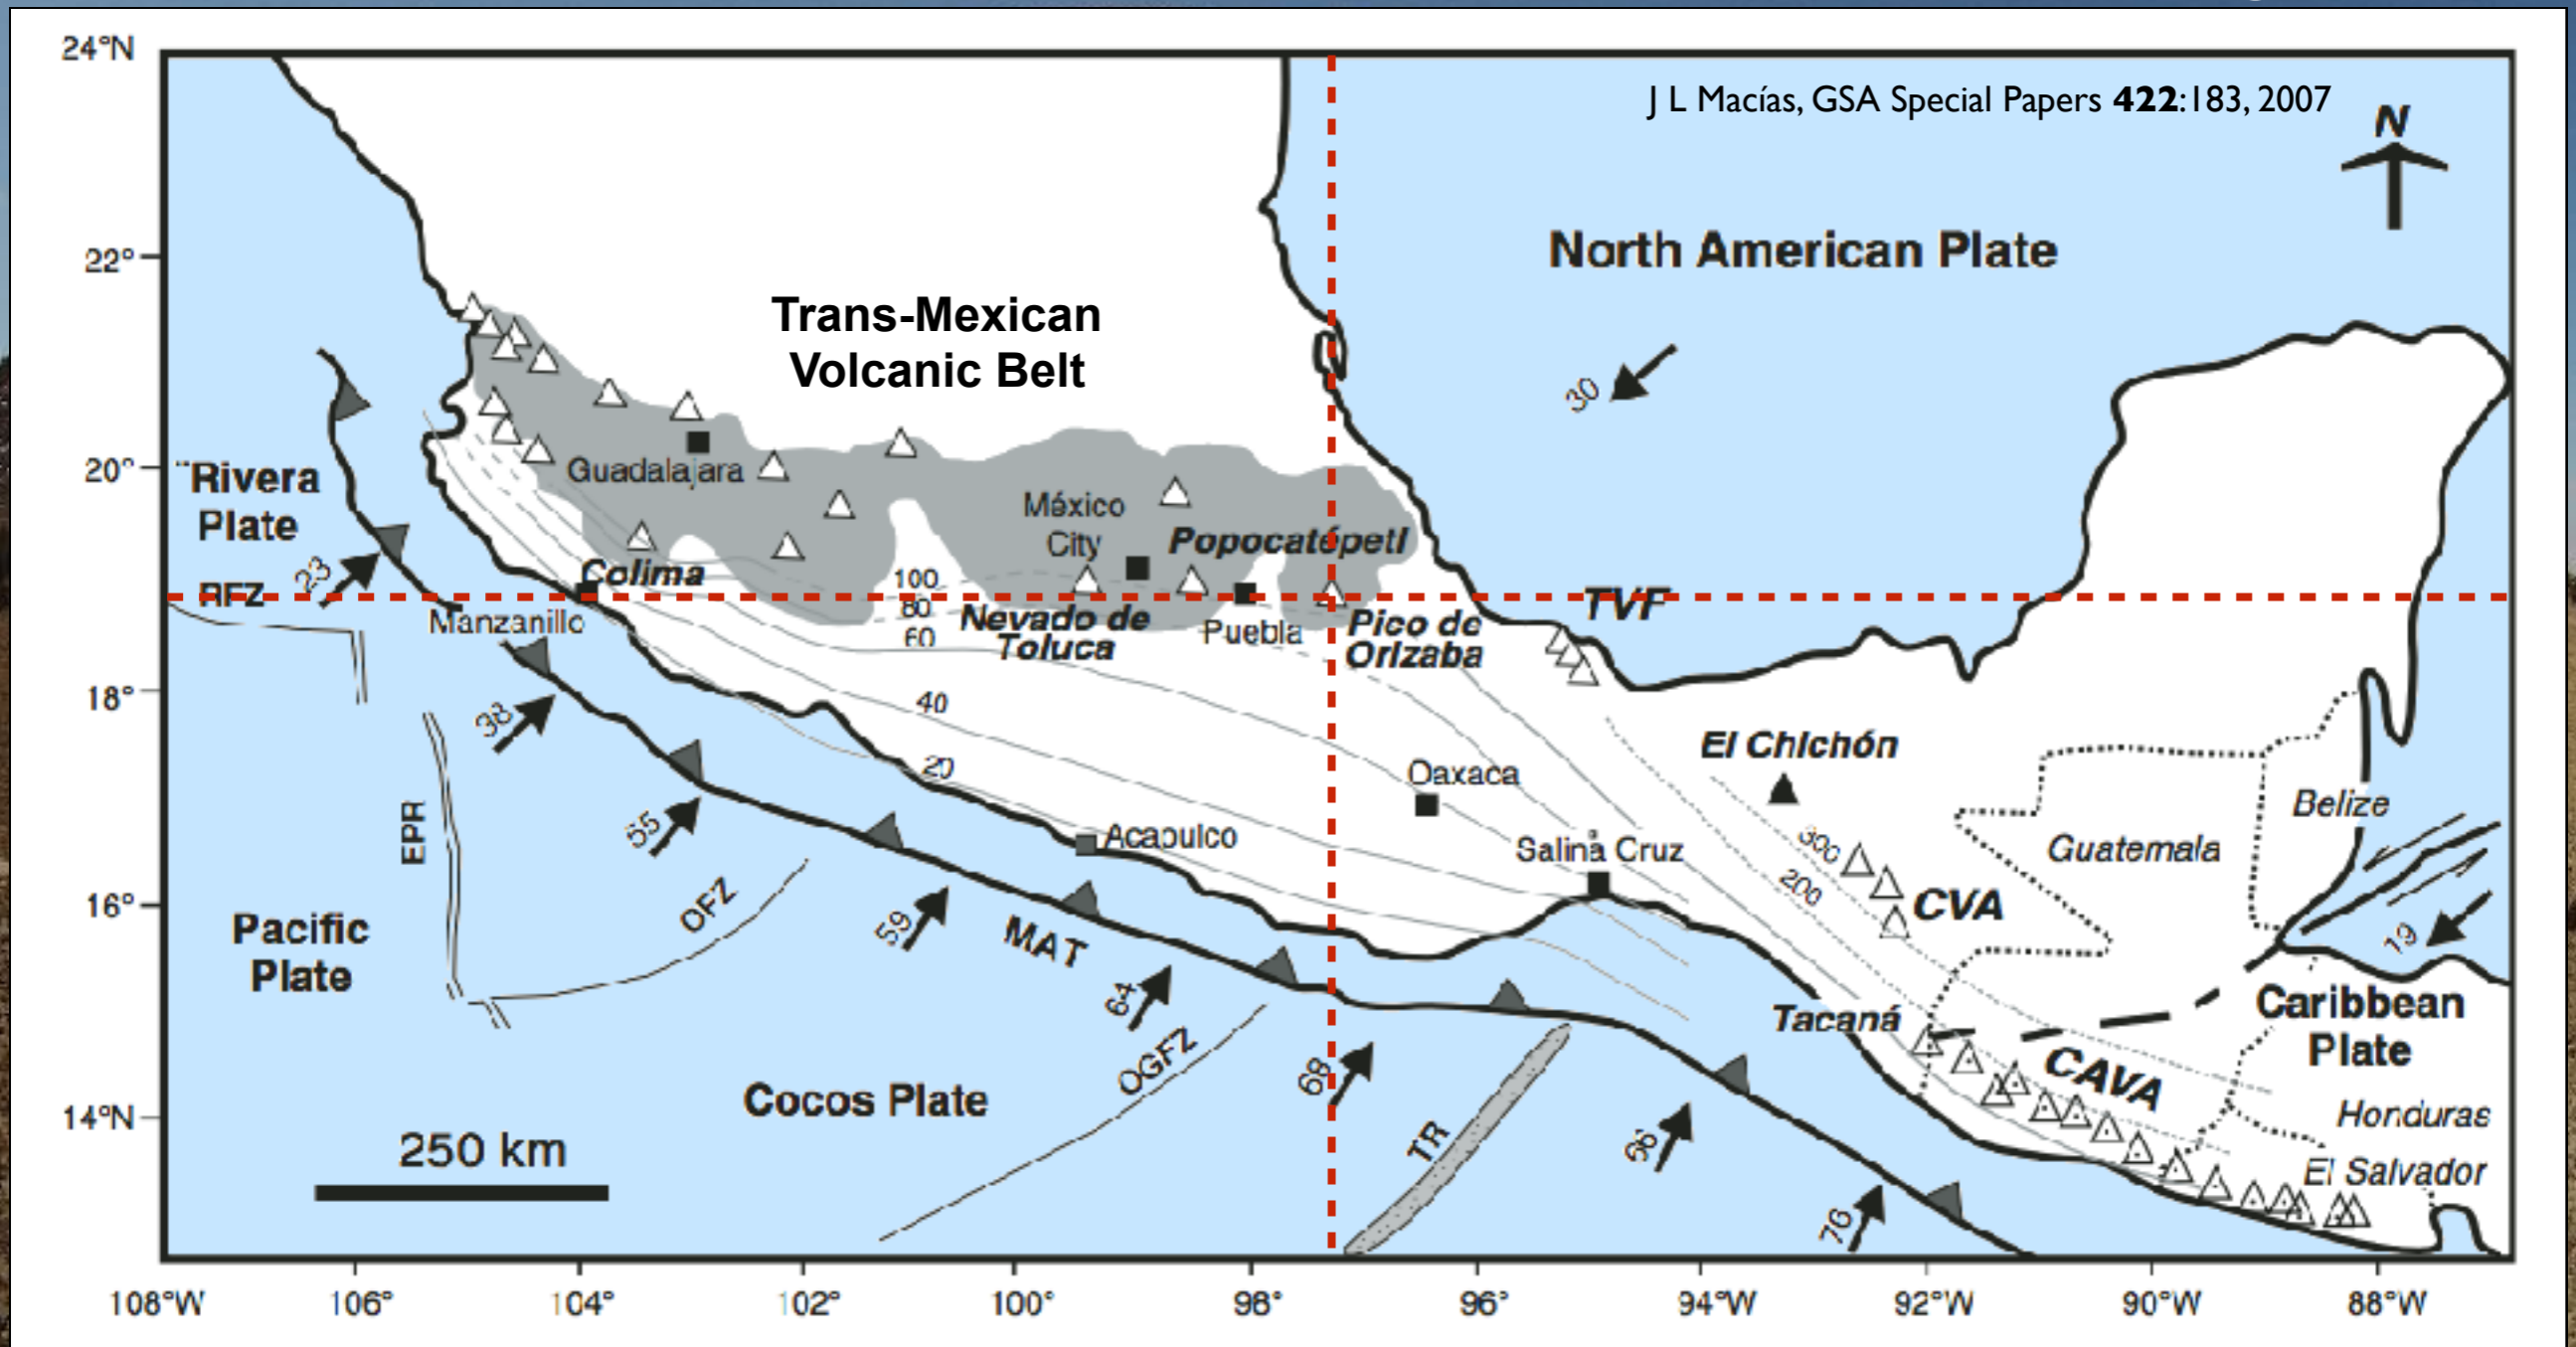 24°N
J L Macías, GSA Special Papers 422:183, 2007
N
22°
North American Plate
Trans-Mexican
Volcanic Belt
30
20°
Rivera
Plate
Guadalajara
México
City
Popocatépetl
23
Colima
100
RFZ
80
TVF
Manzanillo
60
Nevado de
Toluca
Puebla
Pico de
Orizaba
18°
38
40
El Chichón
20
Oaxaca
Belize
EPR
55
Acapulco
Salina Cruz
300
Guatemala
200
16°
OFZ
59
CVA
Pacific
Plate
MAT
19
64
Tacaná
Caribbean
Plate
OGFZ
68
CAVA
14°N
Cocos Plate
Honduras
250 km
TR
66
El Salvador
76
108°W 106° 104° 102° 100° 98° 96° 94°W 92°W 90°W 88°W